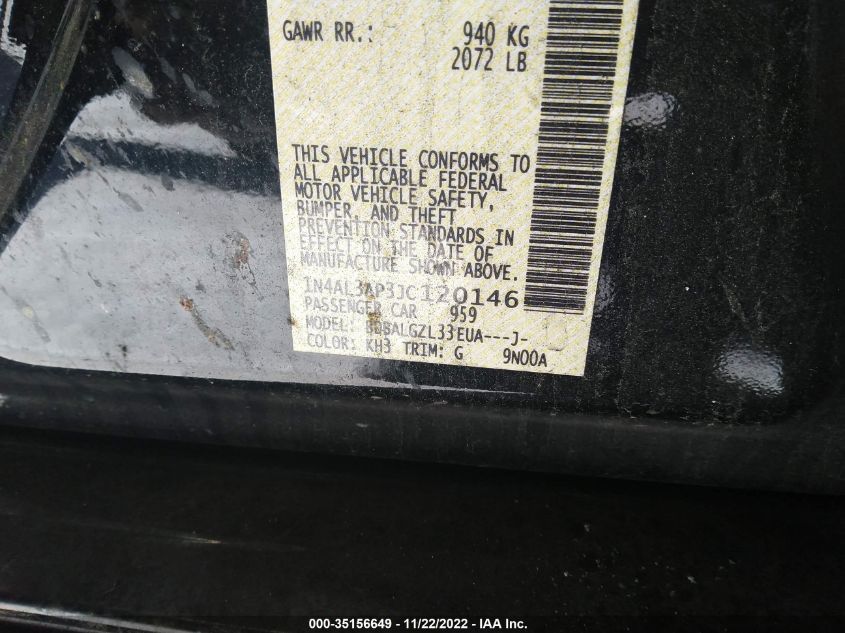 GAWR RR.: 940 KG
2072 LB
THIS VEHICLE CONFORMS TO
ALL APPLICABLE FEDERAL
MOTOR VEHICLE SAFETY,
BUMPER, AND THEFT
PREVENTION STANDARDS IN
EFFECT ON THE DATE OF
MANUFACTURE SHOWN ABOVE.
1N4AL3AP3JC120146
PASSENGER CAR 959
MODEL: BDBALGZL33EUA---J-
COLOR: KH3 TRIM: G 9N00A
000-35156649 - 11/22/2022 - IAA Inc.